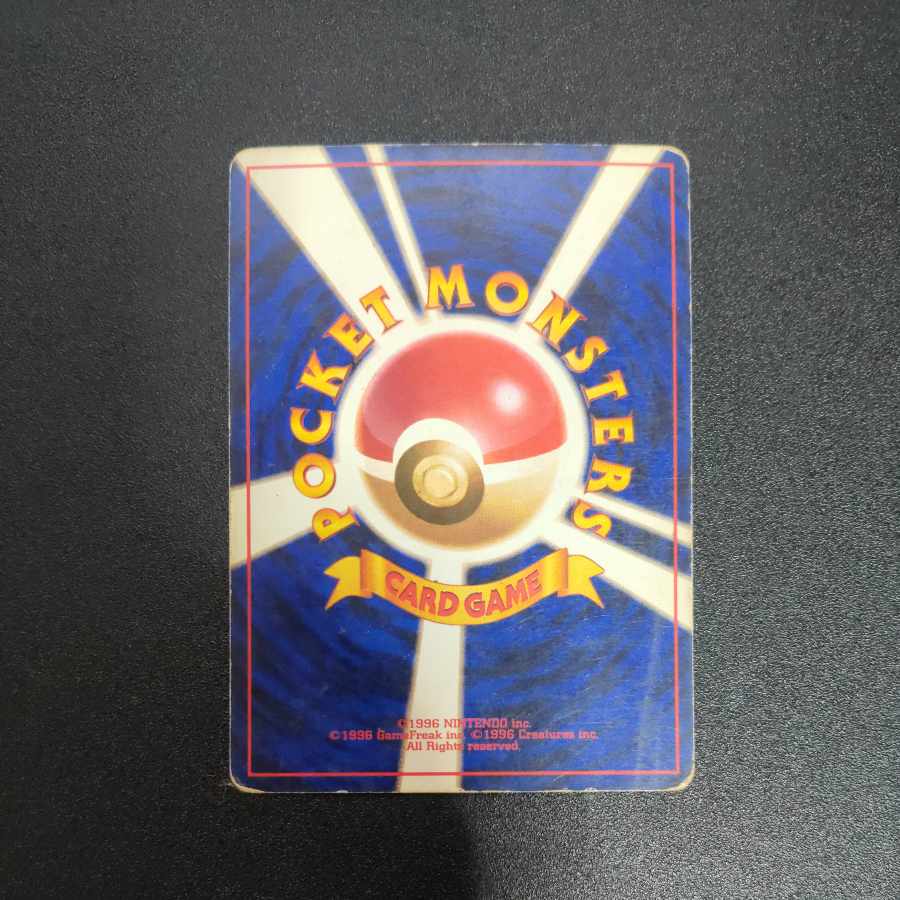 POCKET MONSTERS
CARD GAME
©1996 NINTENDO inc.
©1996 GameFreak inc. ©1996 Creatures inc.
All Rights reserved.